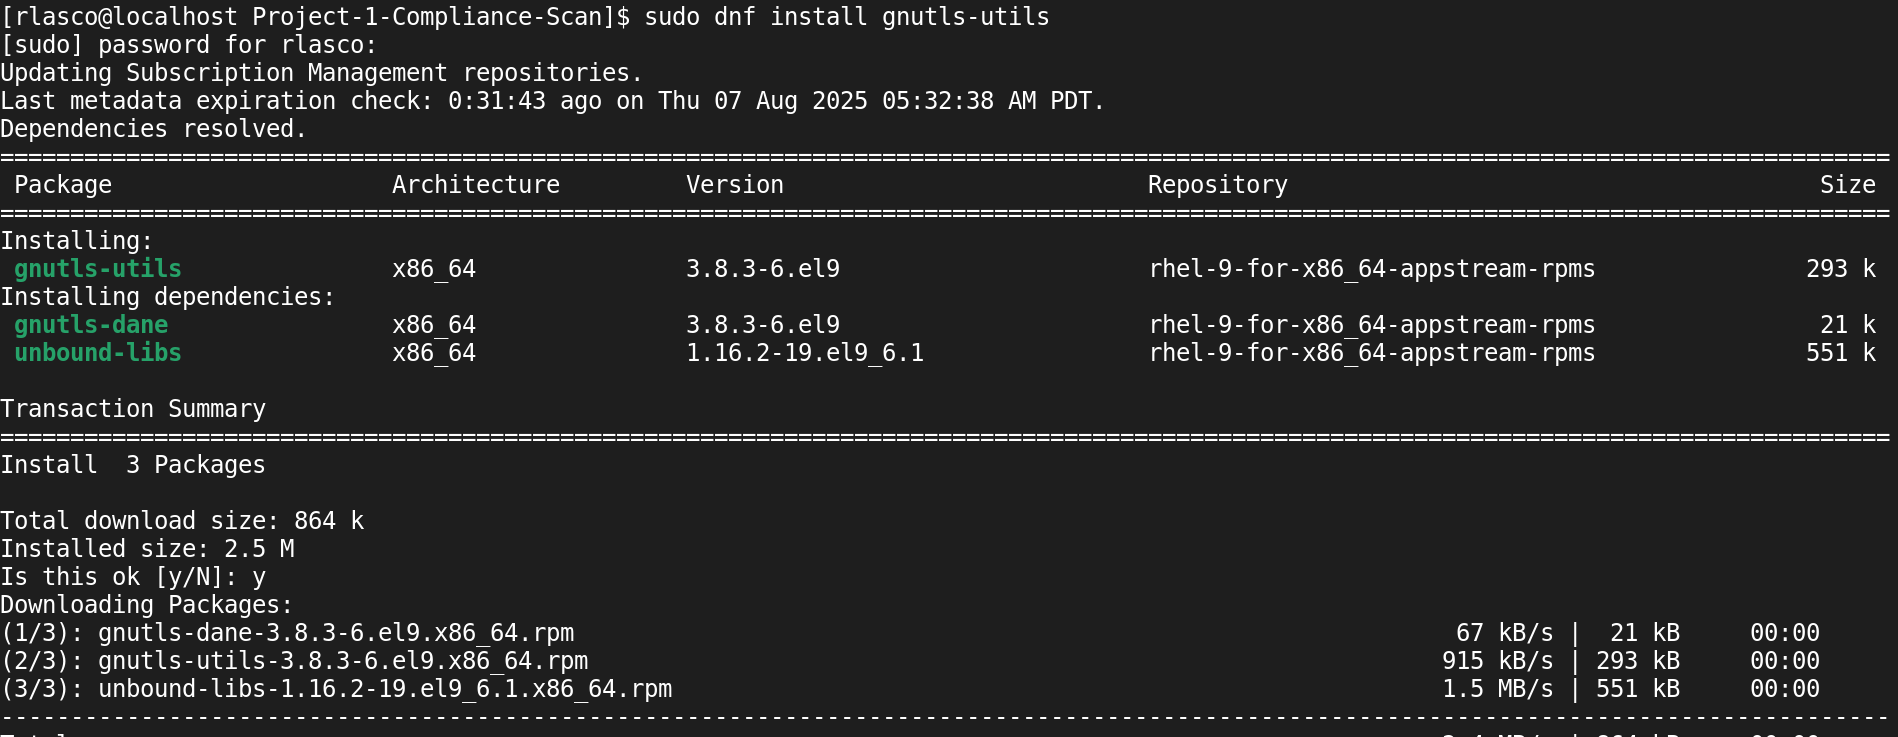 [rlasco@localhost Project-1-Compliance-Scan]$ sudo dnf install gnutls-utils
[sudo] password for rlasco:
Updating Subscription Management repositories.
Last metadata expiration check: 0:31:43 ago on Thu 07 Aug 2025 05:32:38 AM PDT.
Dependencies resolved.
=======================================================================================================================================
 Package                    Architecture         Version                          Repository                                      Size
=======================================================================================================================================
Installing:
 gnutls-utils               x86_64               3.8.3-6.el9                      rhel-9-for-x86_64-appstream-rpms               293 k
Installing dependencies:
 gnutls-dane                x86_64               3.8.3-6.el9                      rhel-9-for-x86_64-appstream-rpms                21 k
 unbound-libs               x86_64               1.16.2-19.el9_6.1                rhel-9-for-x86_64-appstream-rpms               551 k

Transaction Summary
=======================================================================================================================================
Install  3 Packages

Total download size: 864 k
Installed size: 2.5 M
Is this ok [y/N]: y
Downloading Packages:
(1/3): gnutls-dane-3.8.3-6.el9.x86_64.rpm                                                               67 kB/s |  21 kB     00:00
(2/3): gnutls-utils-3.8.3-6.el9.x86_64.rpm                                                             915 kB/s | 293 kB     00:00
(3/3): unbound-libs-1.16.2-19.el9_6.1.x86_64.rpm                                                       1.5 MB/s | 551 kB     00:00
---------------------------------------------------------------------------------------------------------------------------------------